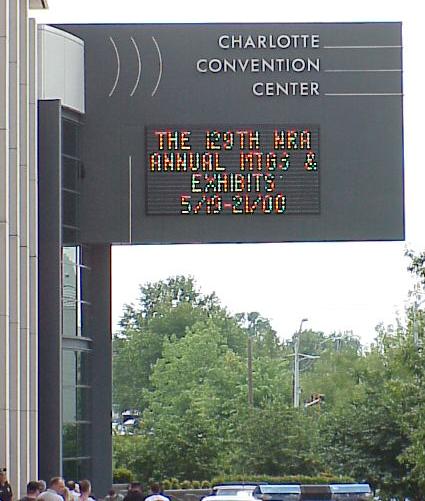 CHARLOTTE
CONVENTION
CENTER
THE 129TH NRA
ANNUAL MTGS &
EXHIBITS
5/19-21/00